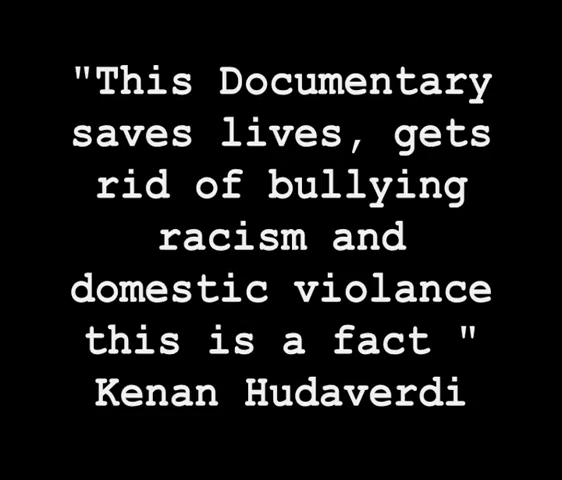 "This Documentary
saves lives, gets
rid of bullying
racism and
domestic violance
this is a fact "
Kenan Hudaverdi